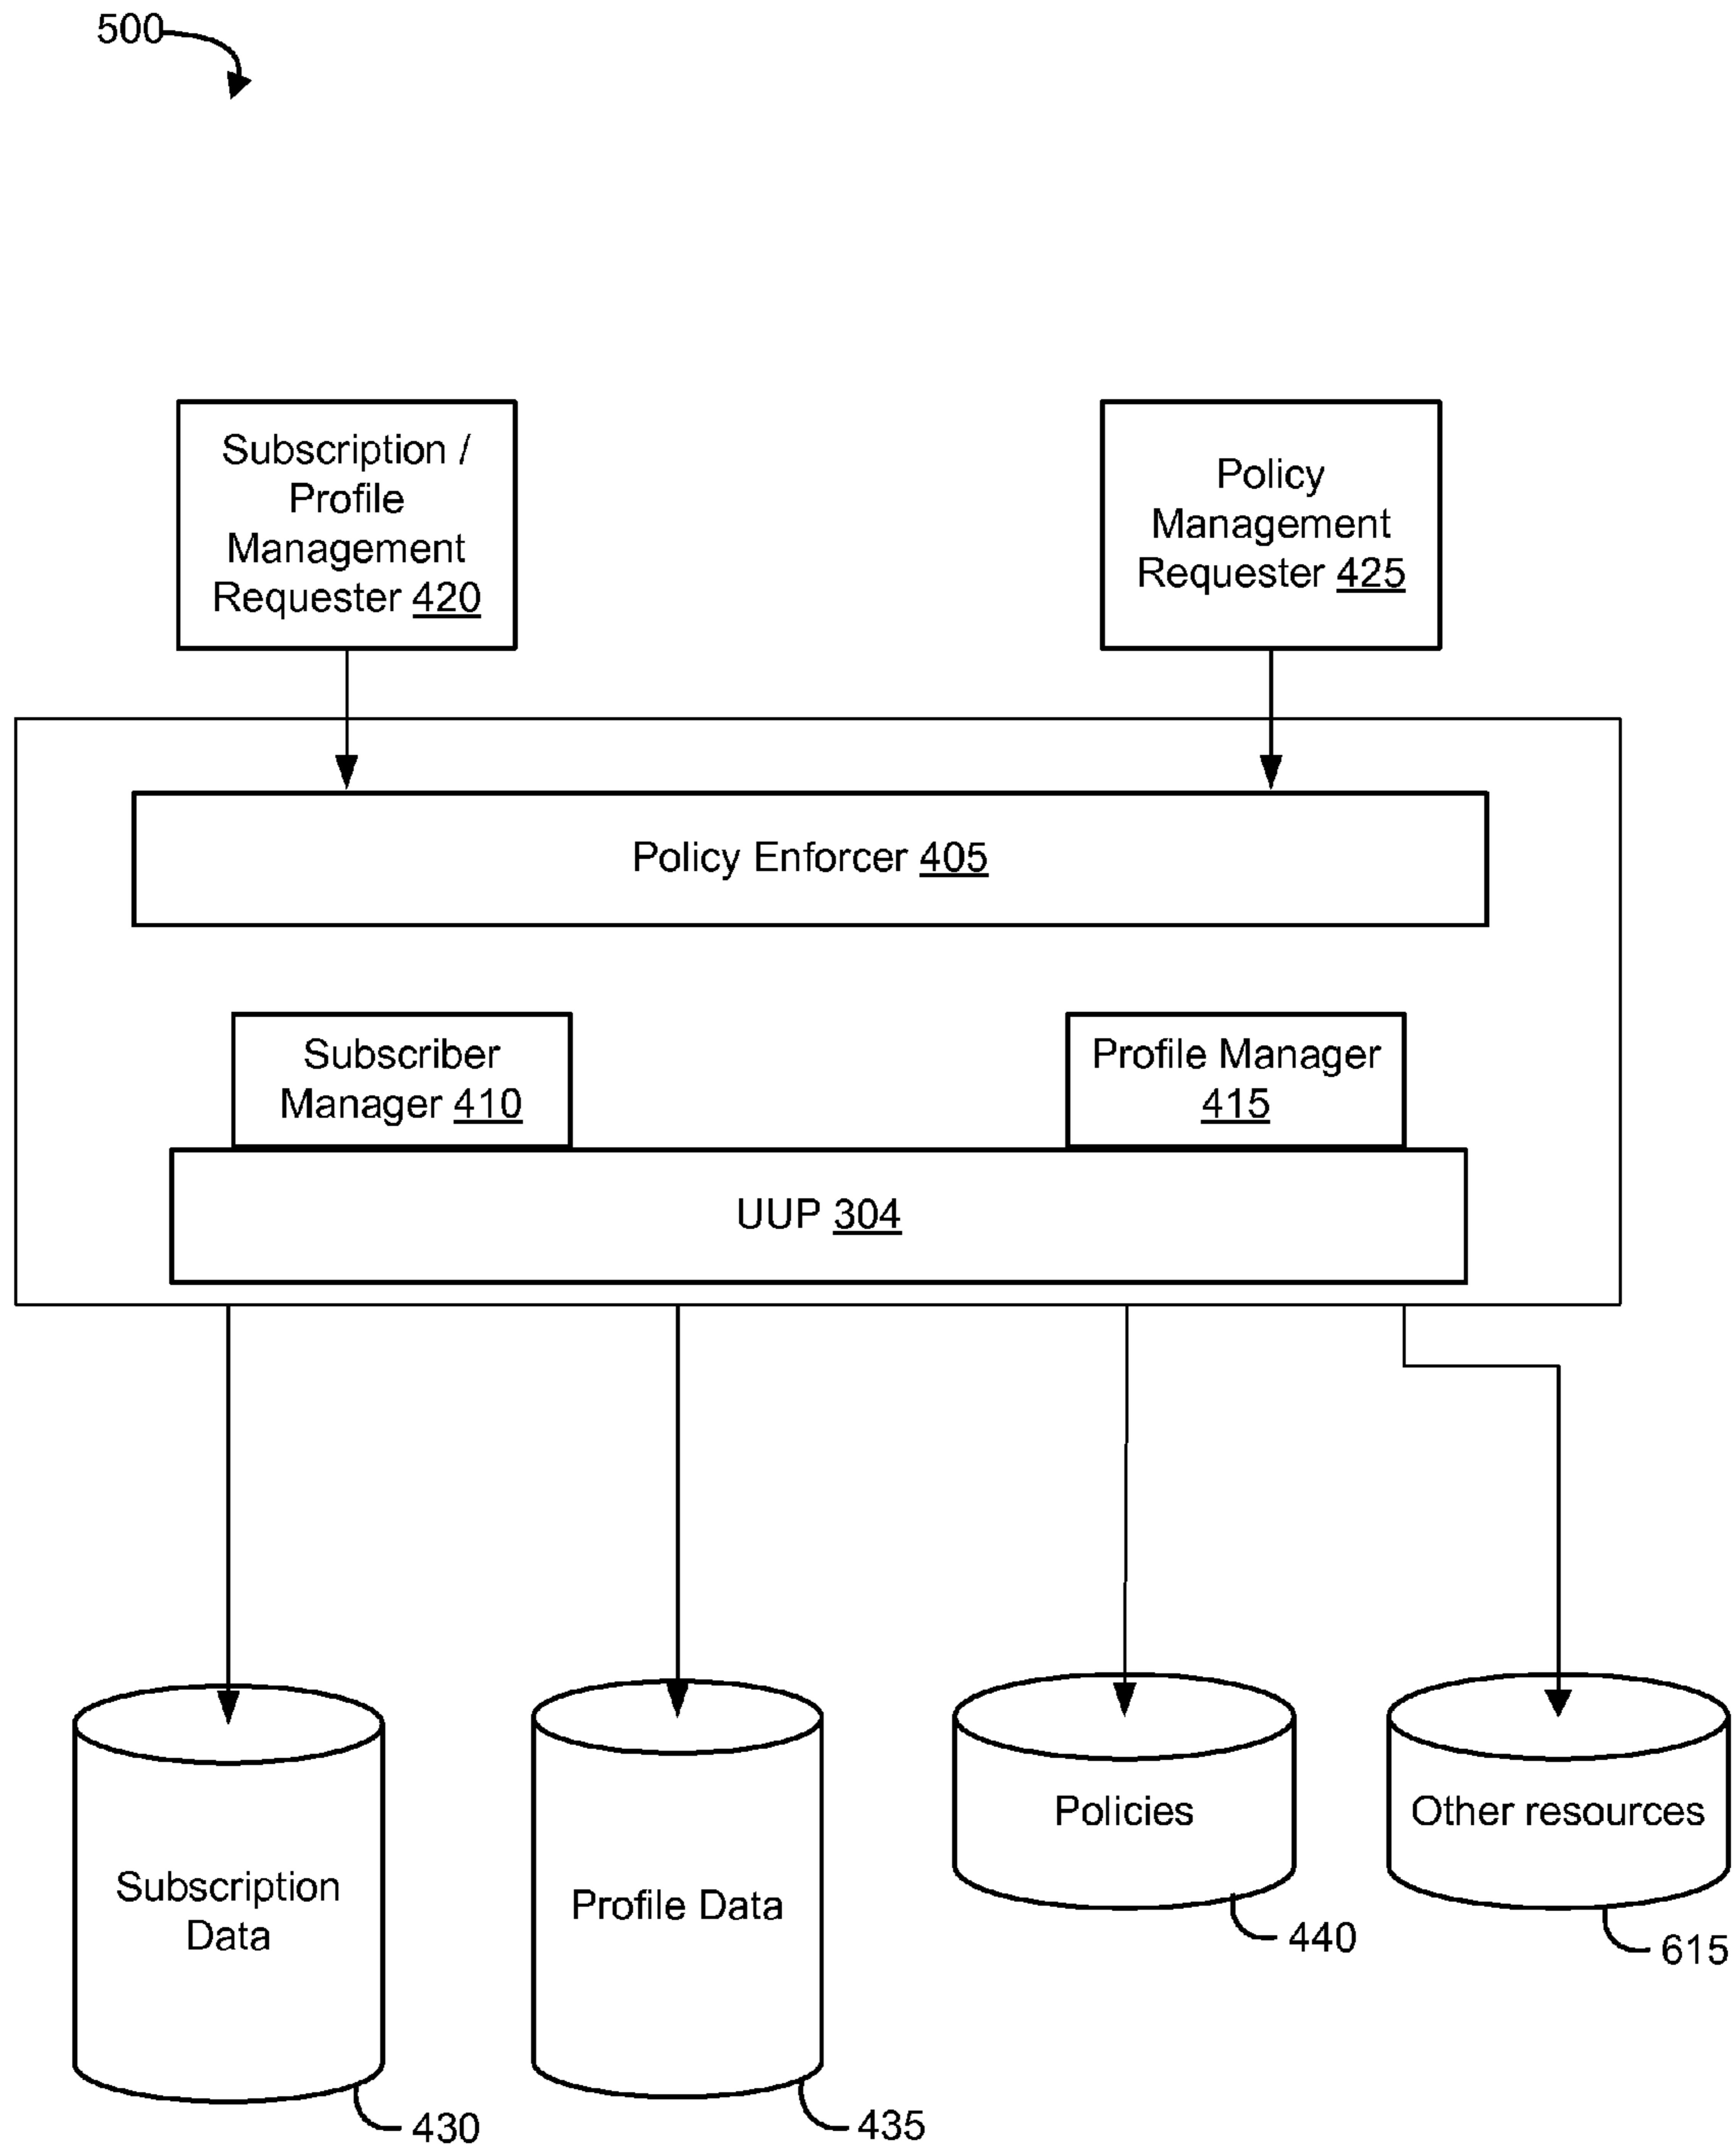 500
Subscription /
Profile
Management
Requester 420
Policy
Management
Requester 425
Policy Enforcer 405
Subscriber
Manager 410
Profile Manager
415
UUP 304
Subscription
Data
Profile Data
Policies
Other resources
440
615
430
435